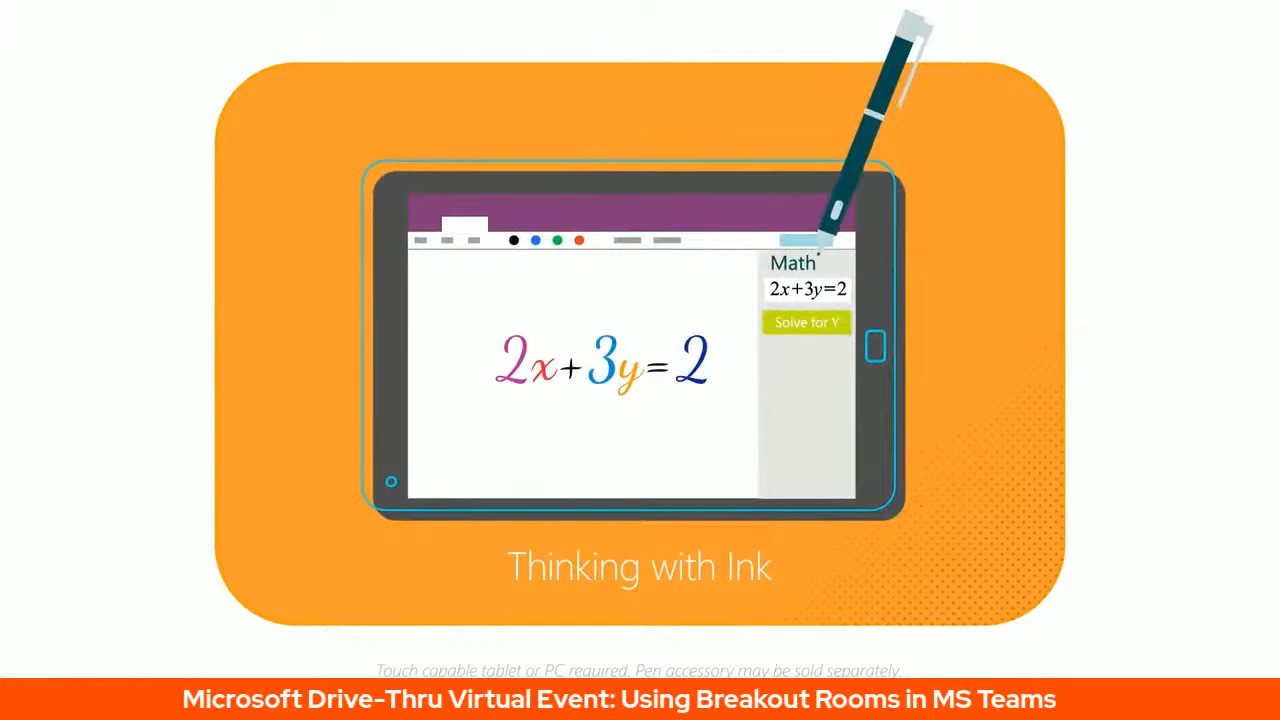 Math
2x+3y=2
Solve for Y
2x+3y=2
Thinking with Ink
Touch capable tablet or PC required. Pen accessory may be sold separately.
Microsoft Drive-Thru Virtual Event: Using Breakout Rooms in MS Teams